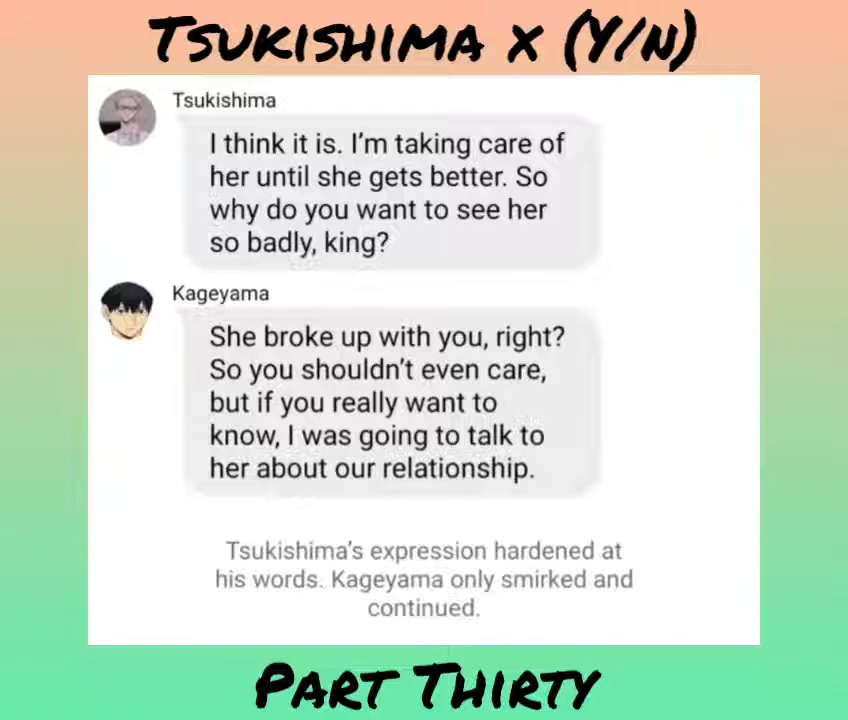 TSUKISHIMA X (Y/N)
Tsukishima
I think it is. I'm taking care of
her until she gets better. So
why do you want to see her
so badly, king?
Kageyama
She broke up with you, right?
So you shouldn't even care,
but if you really want to
know, I was going to talk to
her about our relationship.
Tsukishima's expression hardened at
his words. Kageyama only smirked and
continued.
PART THIRTY